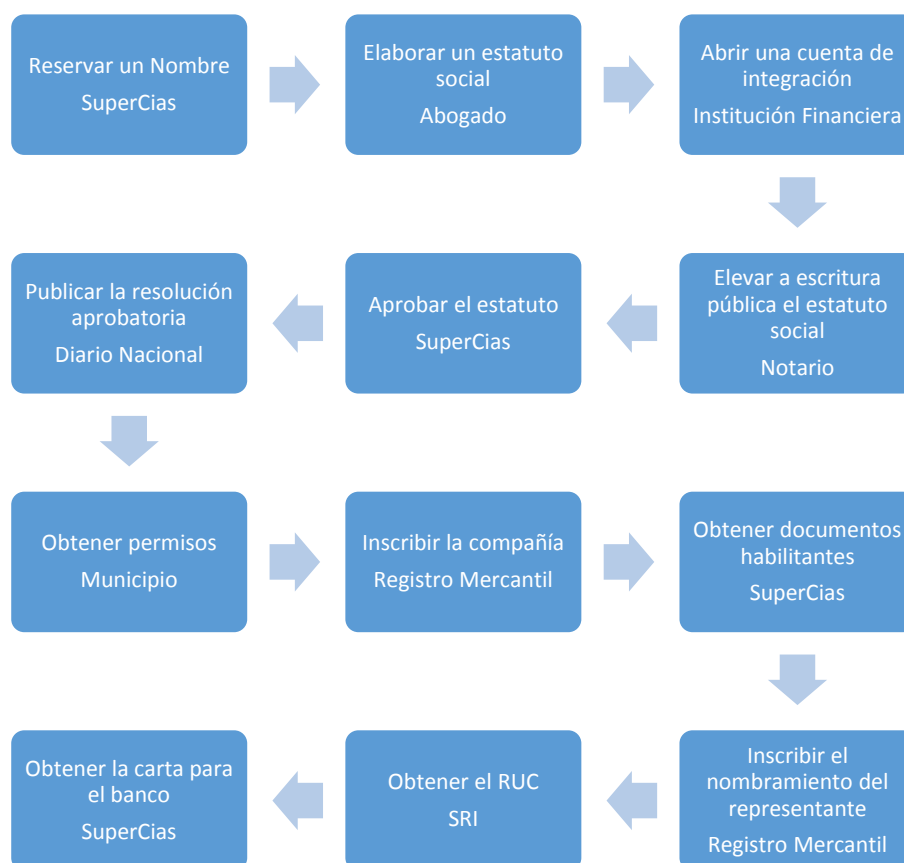 Reservar un Nombre
SuperCias
Elaborar un estatuto
social
Abogado
Abrir una cuenta de
integración
Institución Financiera
Elevar a escritura
pública el estatuto
social
Notario
Aprobar el estatuto
SuperCias
Publicar la resolución
aprobatoria
Diario Nacional
Obtener permisos
Municipio
Inscribir la compañía
Registro Mercantil
Obtener documentos
habilitantes
SuperCias
Inscribir el
nombramiento del
representante
Registro Mercantil
Obtener el RUC
SRI
Obtener la carta para
el banco
SuperCias